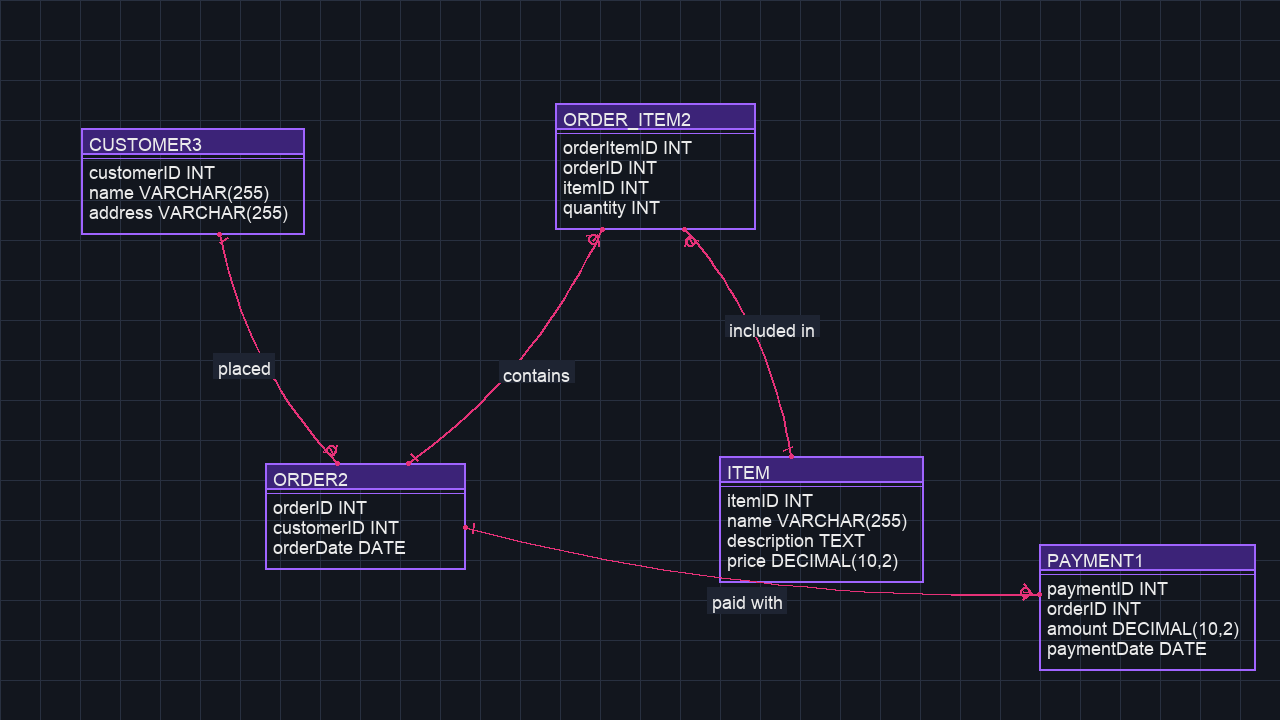 CUSTOMER3
customerID INT
name VARCHAR(255)
address VARCHAR(255)
ORDER_ITEM2
orderItemID INT
orderID INT
itemID INT
quantity INT
included in
placed
contains
ORDER2
orderID INT
customerID INT
orderDate DATE
ITEM
itemID INT
name VARCHAR(255)
description TEXT
price DECIMAL(10,2)
paid with
PAYMENT1
paymentID INT
orderID INT
amount DECIMAL(10,2)
paymentDate DATE